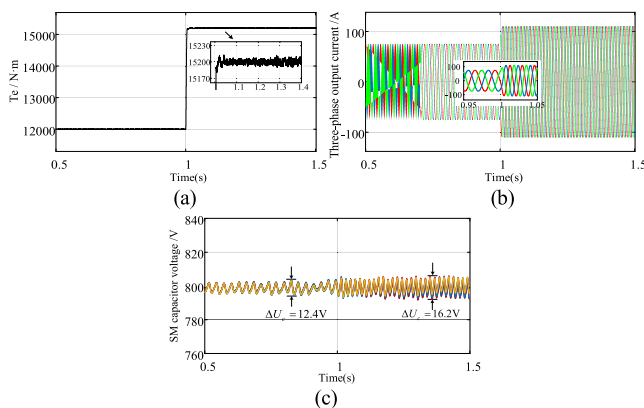 Te / N·m
15000
14000
13000
12000
15230
15200
15170
1 1.1 1.2 1.3 1.4
0.5 1.0 1.5
Time(s)
(a)
Three-phase output current /A
100
0
-100
100
0
-100
0.95 1 1.05
0.5 1.0 1.5
Time(s)
(b)
SM capacitor voltage /V
840
820
800
780
760
ΔU_c=12.4V
ΔU_c=16.2V
0.5 1 1.5
Time(s)
(c)